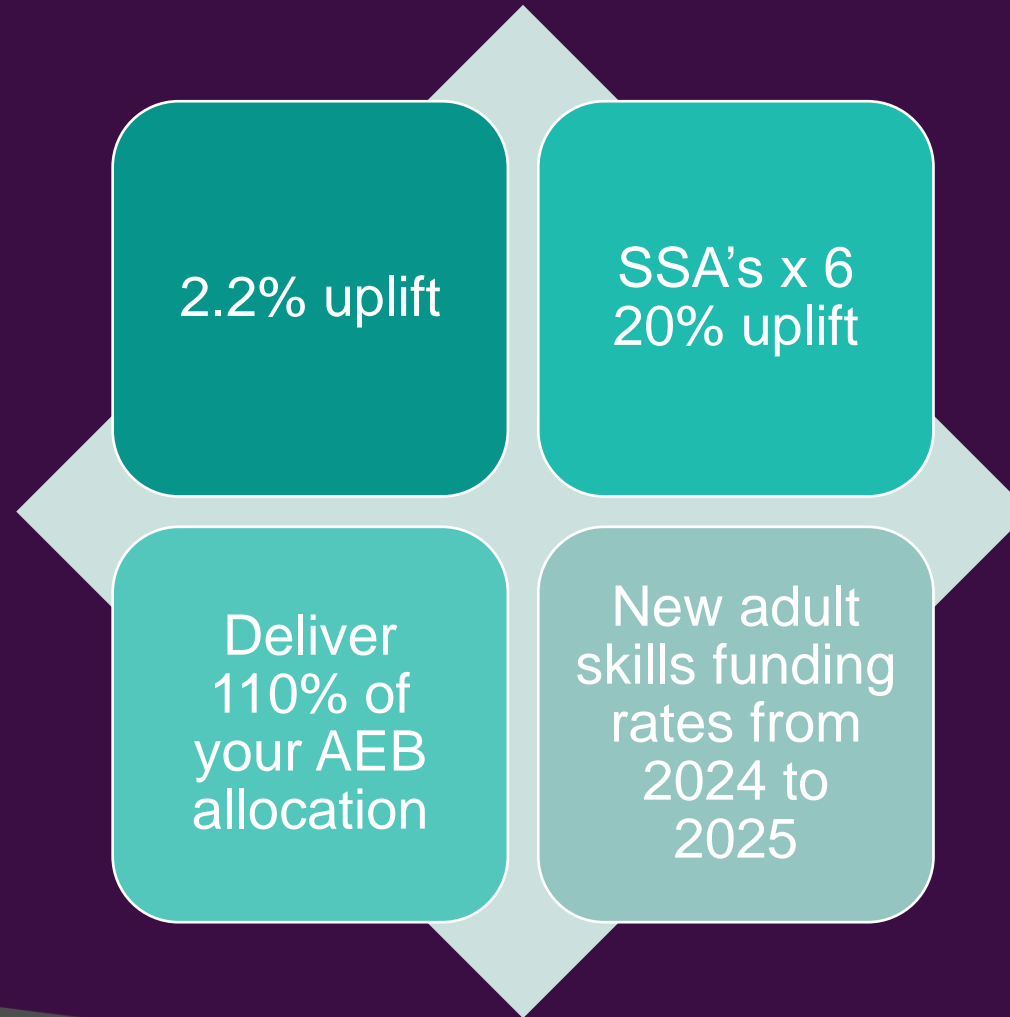 2.2% uplift
SSA’s x 6
20% uplift
Deliver
110% of
your AEB
allocation
New adult
skills funding
rates from
2024 to
2025